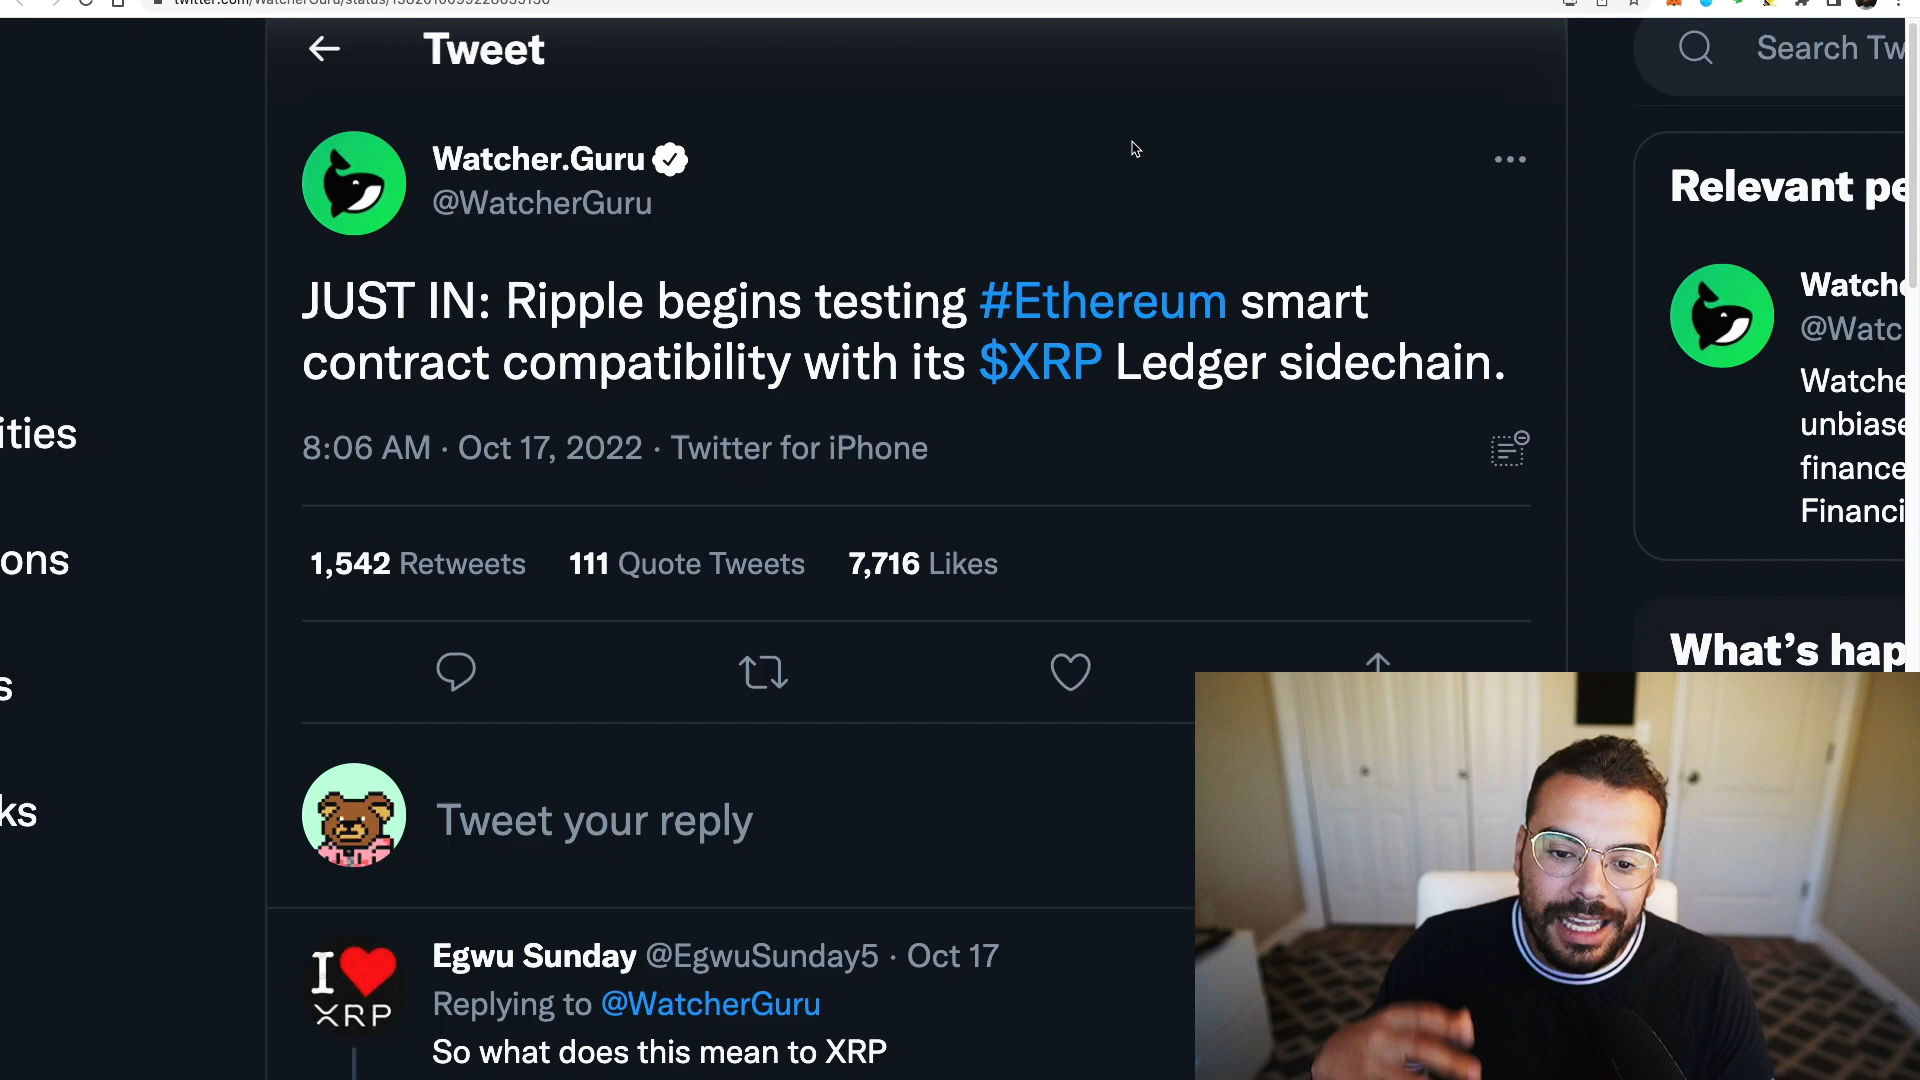 Tweet
Search Tw
Watcher.Guru
@WatcherGuru
JUST IN: Ripple begins testing #Ethereum smart
contract compatibility with its $XRP Ledger sidechain.
8:06 AM · Oct 17, 2022 · Twitter for iPhone
1,542 Retweets 111 Quote Tweets 7,716 Likes
Tweet your reply
I ❤ XRP
Egwu Sunday @EgwuSunday5 · Oct 17
Replying to @WatcherGuru
So what does this mean to XRP
Relevant pe
Watche
@Watc
Watche
unbiase
finance
Financi
What's hap
ities
ons
s
ks